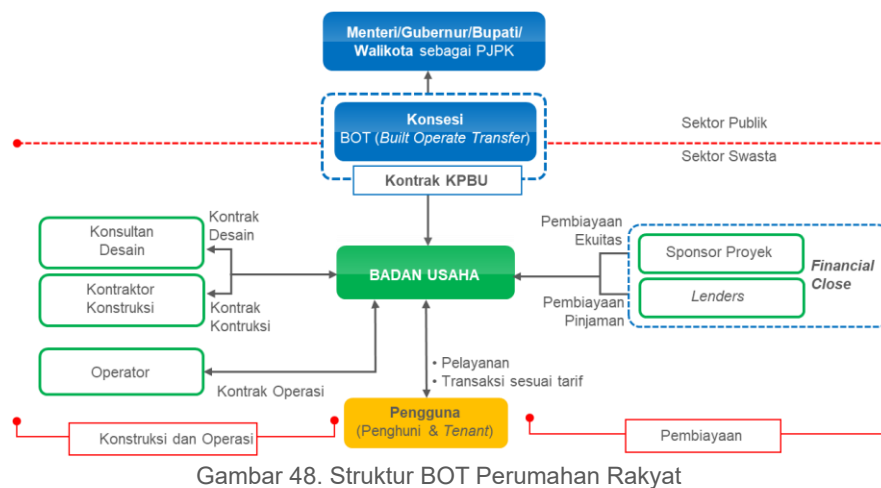 Menteri/Gubernur/Bupati/
Walikota sebagai PJPK
Konsesi
BOT (Built Operate Transfer)
Kontrak KPBU
Sektor Publik
Sektor Swasta
Konsultan
Desain
Kontrak
Desain
Kontraktor
Konstruksi
Kontrak
Kontruksi
Operator
Kontrak Operasi
BADAN USAHA
Pembiayaan
Ekuitas
Pembiayaan
Pinjaman
Sponsor Proyek
Lenders
Financial
Close
• Pelayanan
• Transaksi sesuai tarif
Pengguna
(Penghuni & Tenant)
Konstruksi dan Operasi
Pembiayaan
Gambar 48. Struktur BOT Perumahan Rakyat